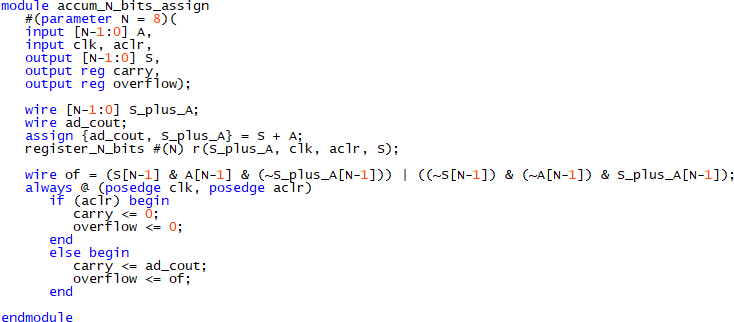 module accum_N_bits_assign
   #(parameter N = 8)(
   input [N-1:0] A,
   input clk, aclr,
   output [N-1:0] S,
   output reg carry,
   output reg overflow);

   wire [N-1:0] S_plus_A;
   wire ad_cout;
   assign {ad_cout, S_plus_A} = S + A;
   register_N_bits #(N) r(S_plus_A, clk, aclr, S);

   wire of = (S[N-1] & A[N-1] & (~S_plus_A[N-1])) | ((~S[N-1]) & (~A[N-1]) & S_plus_A[N-1]);
   always @ (posedge clk, posedge aclr)
      if (aclr) begin
         carry <= 0;
         overflow <= 0;
      end
      else begin
         carry <= ad_cout;
         overflow <= of;
      end

endmodule